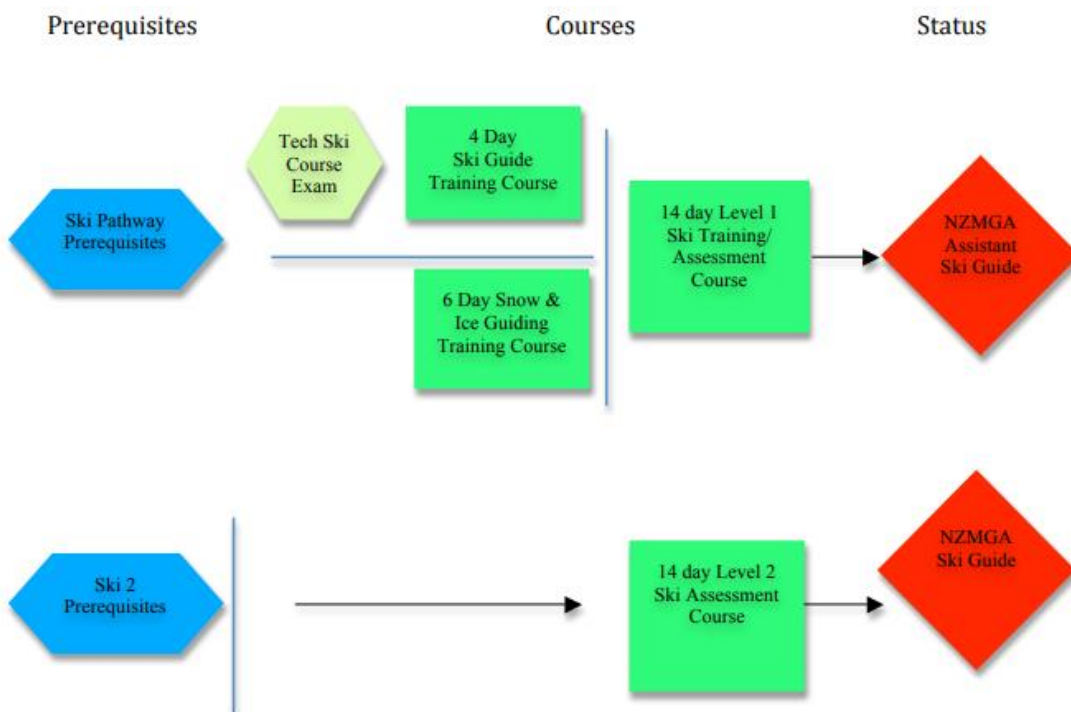 Prerequisites
Courses
Status
Tech Ski
Course
Exam
4 Day
Ski Guide
Training Course
Ski Pathway
Prerequisites
14 day Level 1
Ski Training/
Assessment
Course
NZMGA
Assistant
Ski Guide
6 Day Snow &
Ice Guiding
Training Course
Ski 2
Prerequisites
14 day Level 2
Ski Assessment
Course
NZMGA
Ski Guide